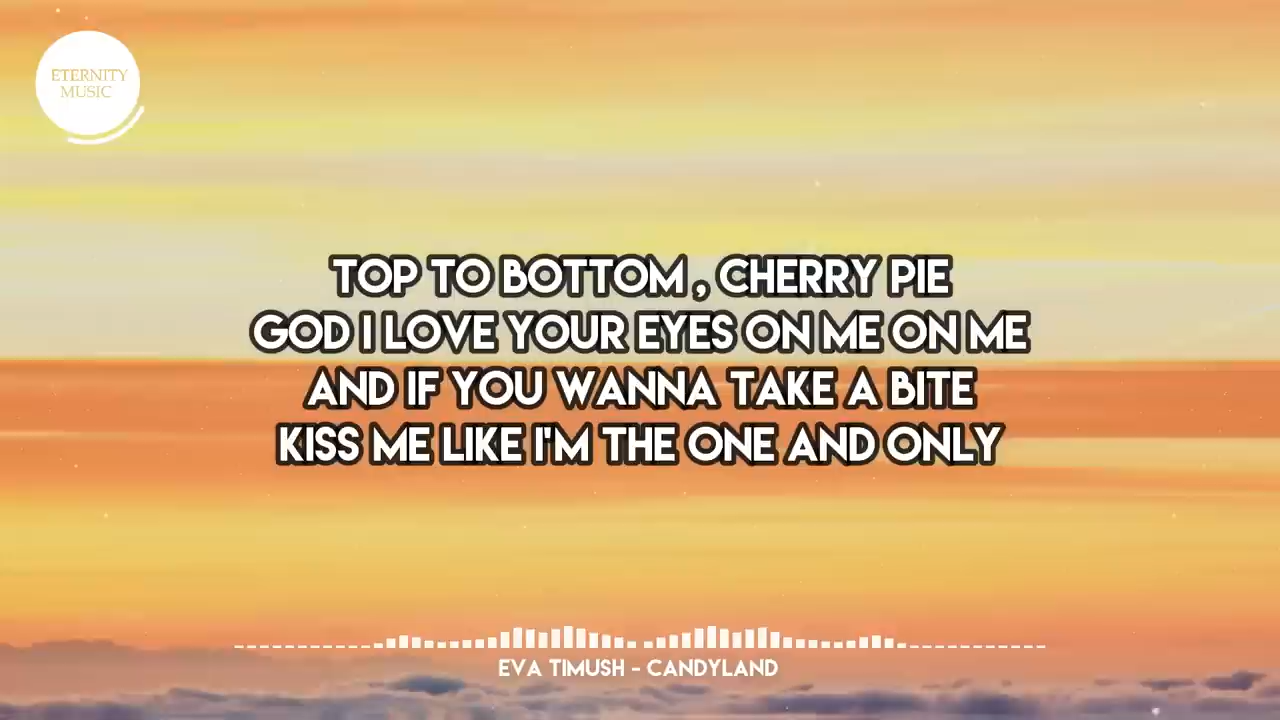 ETERNITY
MUSIC
TOP TO BOTTOM , CHERRY PIE
GOD I LOVE YOUR EYES ON ME ON ME
AND IF YOU WANNA TAKE A BITE
KISS ME LIKE I'M THE ONE AND ONLY
EVA TIMUSH - CANDYLAND